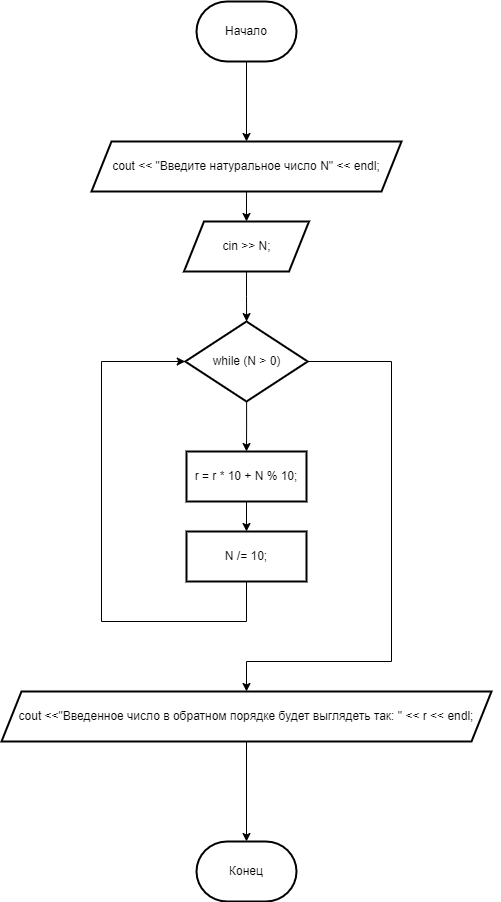 Начало
cout << "Введите натуральное число N" << endl;
cin >> N;
while (N > 0)
r = r * 10 + N % 10;
N /= 10;
cout <<"Введенное число в обратном порядке будет выглядеть так: " << r << endl;
Конец